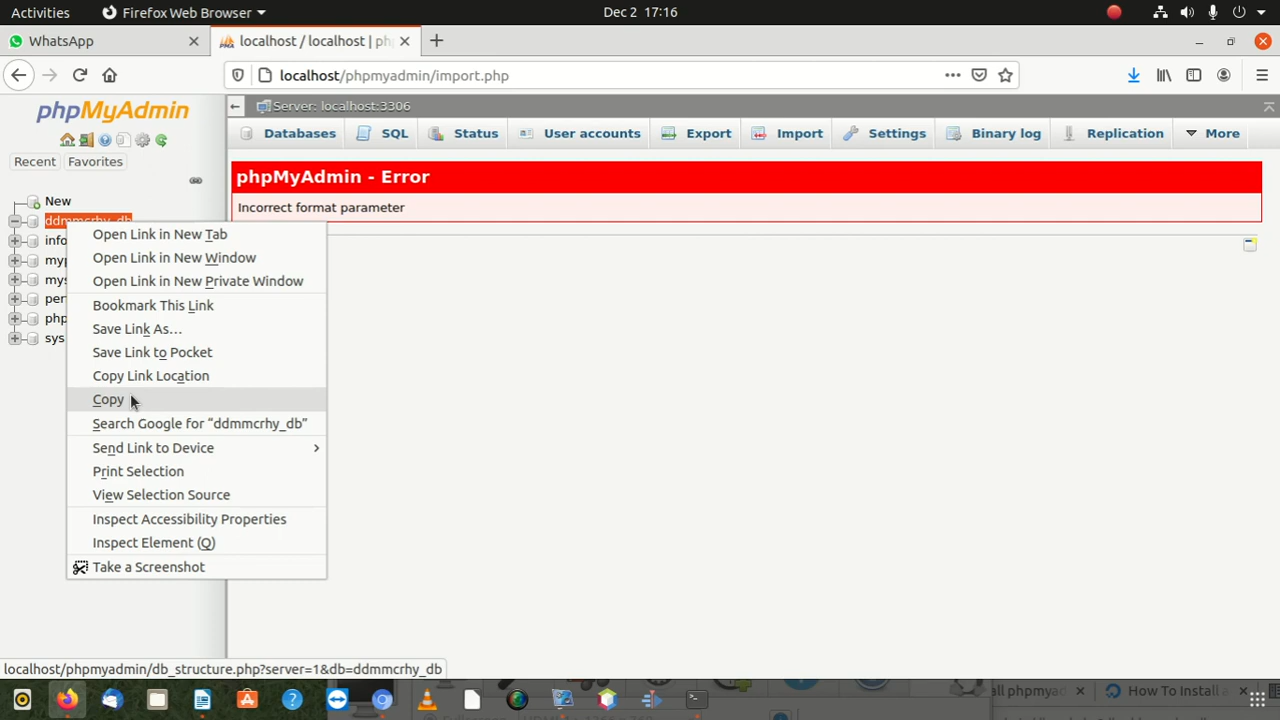 Activities
Firefox Web Browser
Dec 2 17:16
WhatsApp
localhost / localhost | ph
localhost/phpmyadmin/import.php
phpMyAdmin
Recent
Favorites
New
ddmmcrhy_db
sys
Server: localhost:3306
Databases
SQL
Status
User accounts
Export
Import
Settings
Binary log
Replication
More
phpMyAdmin - Error
Incorrect format parameter
Open Link in New Tab
Open Link in New Window
Open Link in New Private Window
Bookmark This Link
Save Link As...
Save Link to Pocket
Copy Link Location
Copy
Search Google for “ddmmcrhy_db”
Send Link to Device
Print Selection
View Selection Source
Inspect Accessibility Properties
Inspect Element (Q)
Take a Screenshot
localhost/phpmyadmin/db_structure.php?server=1&db=ddmmcrhy_db
all phpmyad
How To Install a